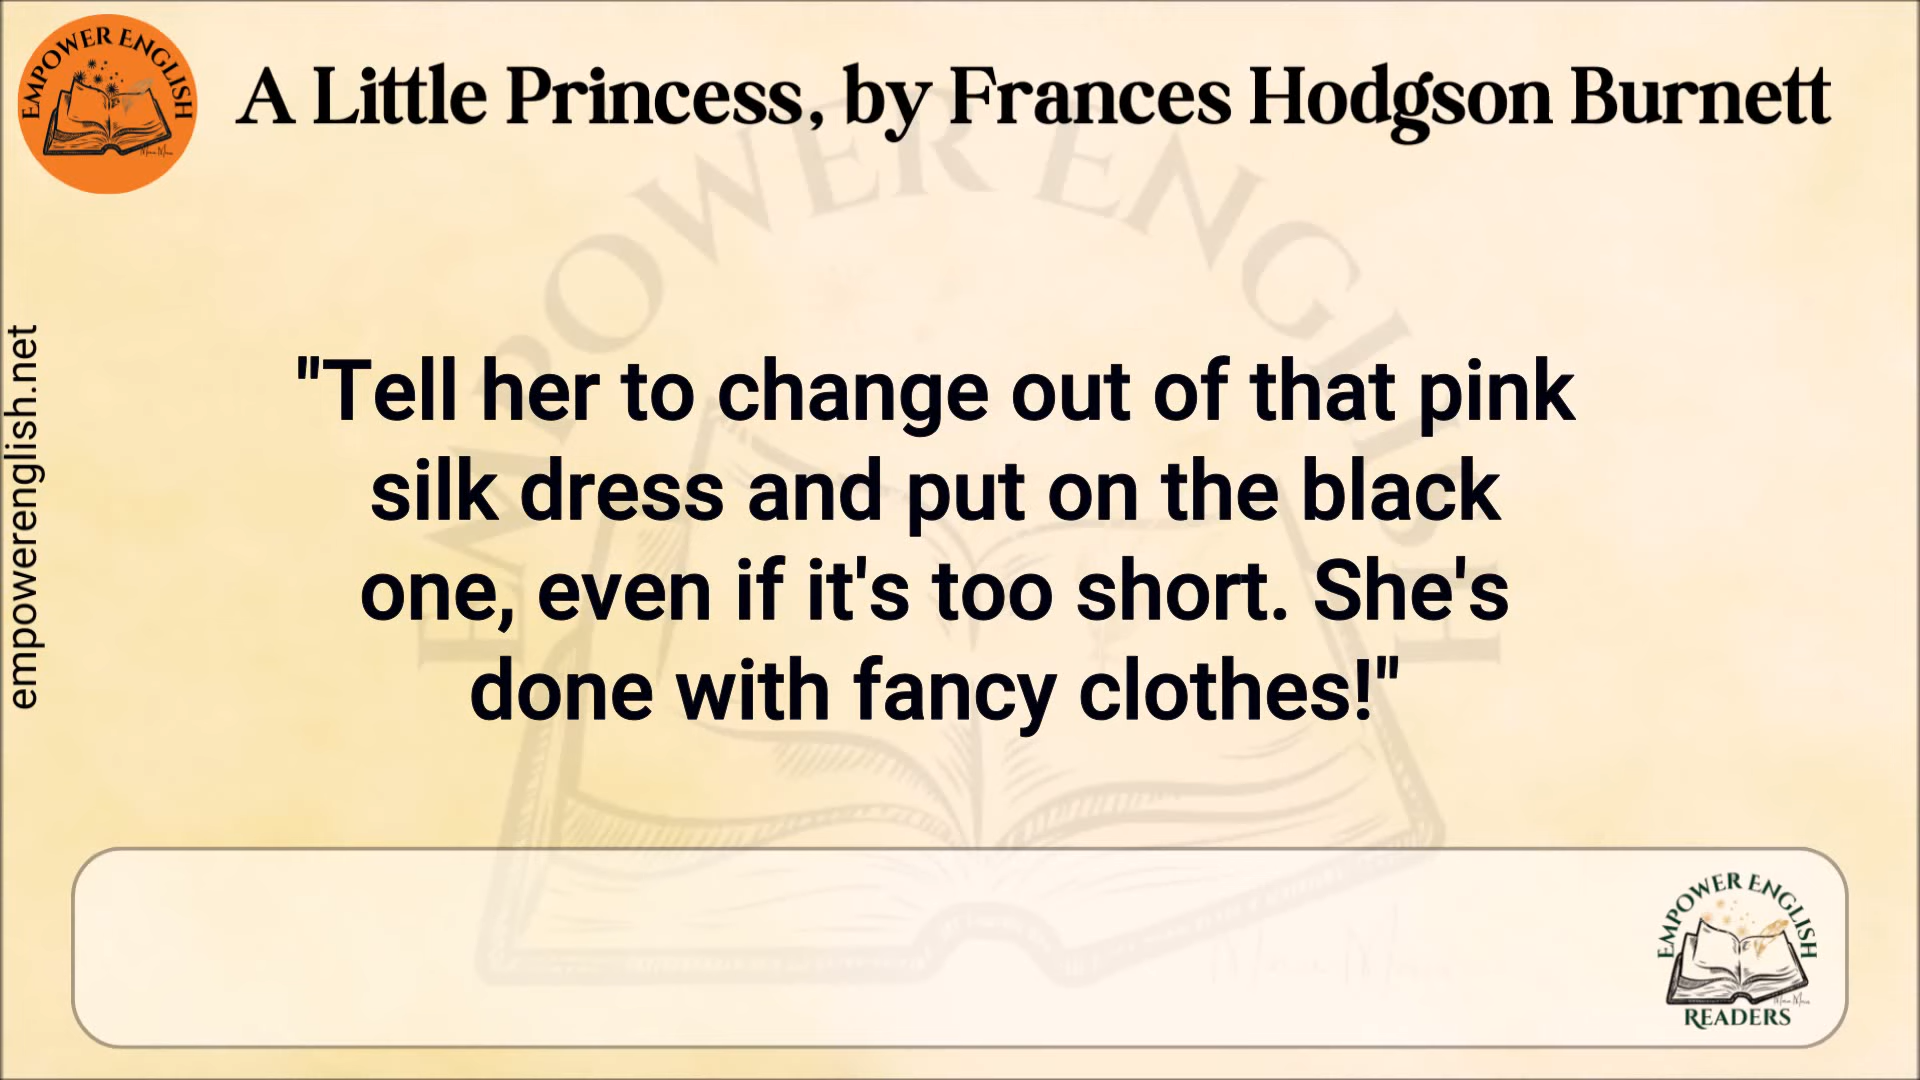 EMPOWER ENGLISH
A Little Princess, by Frances Hodgson Burnett
EMPOWER ENGLISH
empowerenglish.net
"Tell her to change out of that pink
silk dress and put on the black
one, even if it's too short. She's
done with fancy clothes!"
EMPOWER ENGLISH
READERS